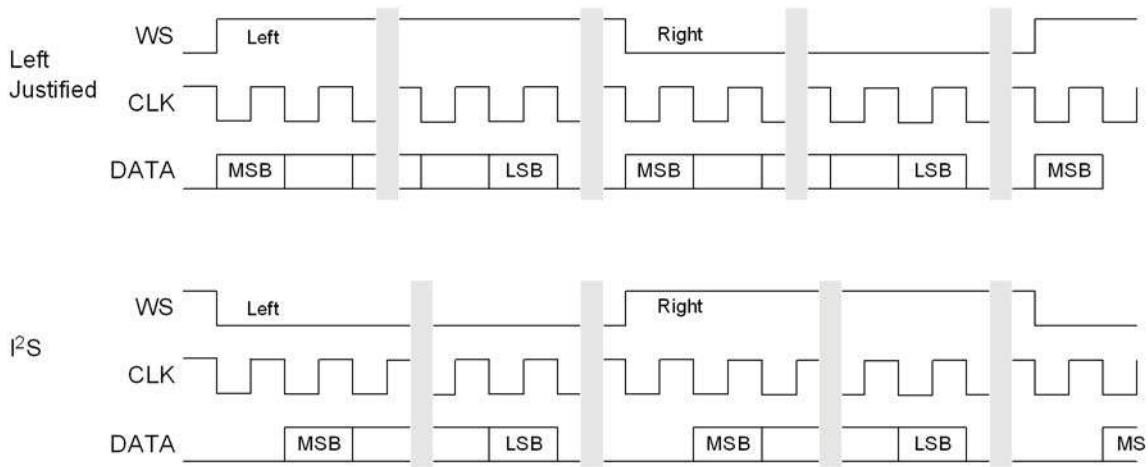 WS Left Right
Left
Justified
CLK
DATA MSB LSB MSB LSB MSB
WS Left Right
I²S
CLK
DATA MSB LSB MSB LSB MS